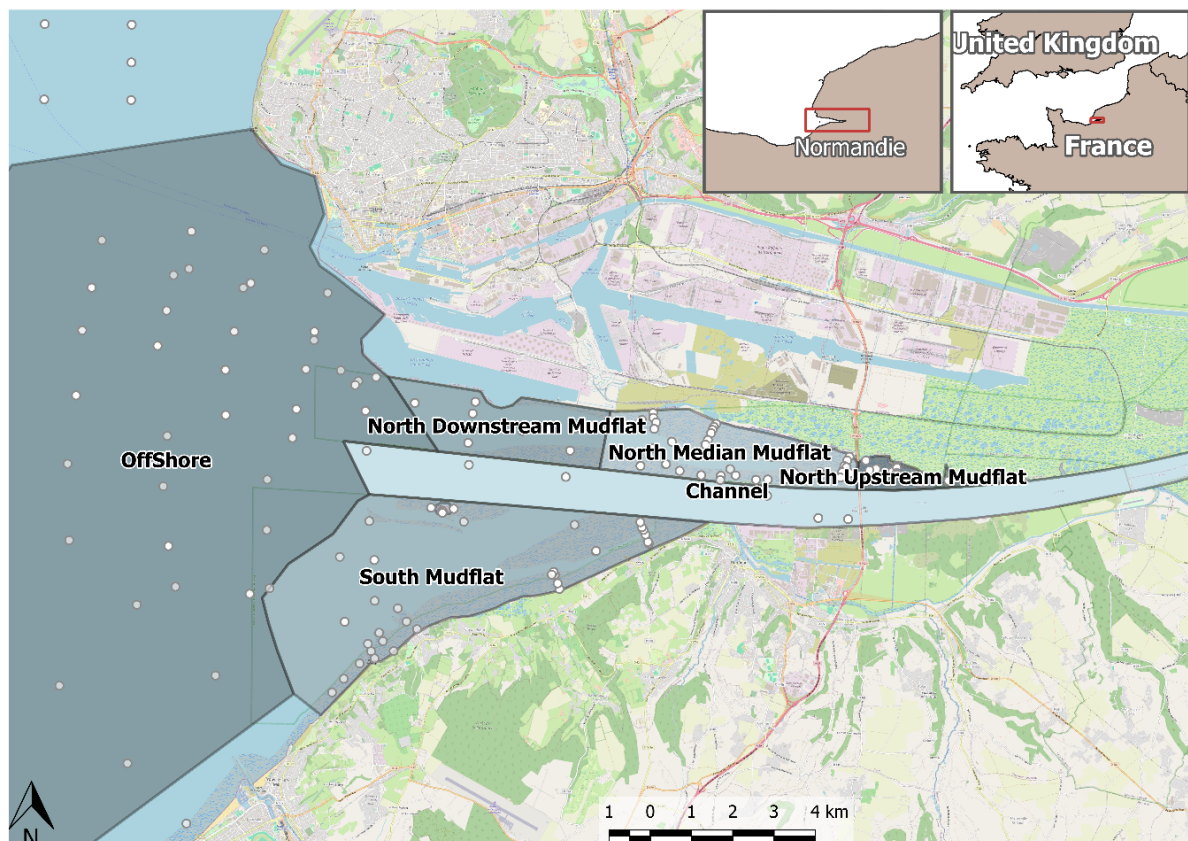 United Kingdom
Normandie
France
North Downstream Mudflat
North Median Mudflat
OffShore
North Upstream Mudflat
Channel
South Mudflat
1 0 1 2 3 4 km
N